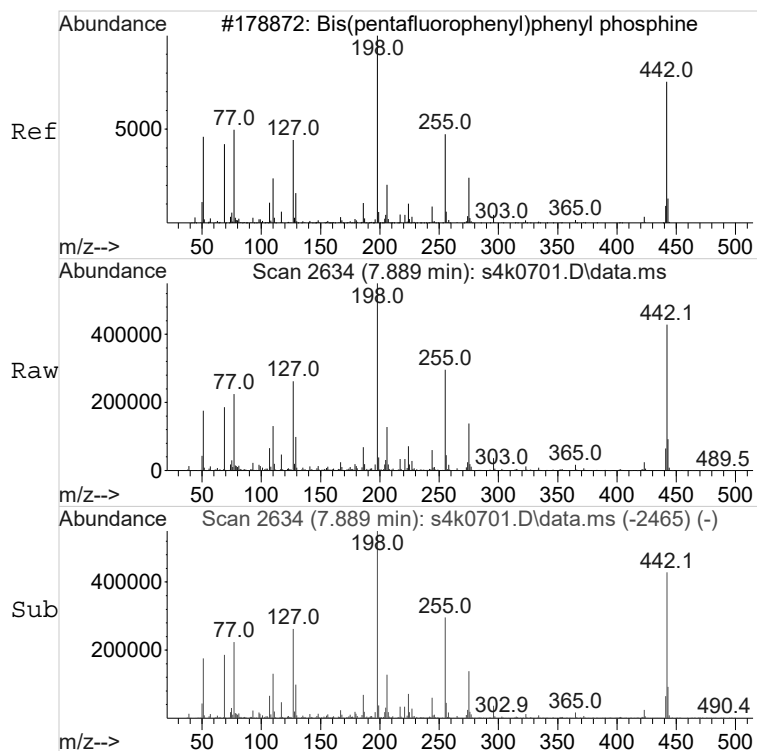 Abundance #178872: Bis(pentafluorophenyl)phenyl phosphine
198.0
442.0
5000 77.0 127.0 255.0
Ref
303.0 365.0
50 100 150 200 250 300 350 400 450 500
m/z-->
Abundance Scan 2634 (7.889 min): s4k0701.D\data.ms
198.0
442.1
400000
255.0
127.0
Raw 77.0
200000
303.0 365.0 489.5
0
50 100 150 200 250 300 350 400 450 500
m/z-->
Abundance Scan 2634 (7.889 min): s4k0701.D\data.ms (-2465) (-)
198.0
442.1
400000
255.0
127.0
Sub 77.0
200000
302.9 365.0 490.4
50 100 150 200 250 300 350 400 450 500
m/z-->